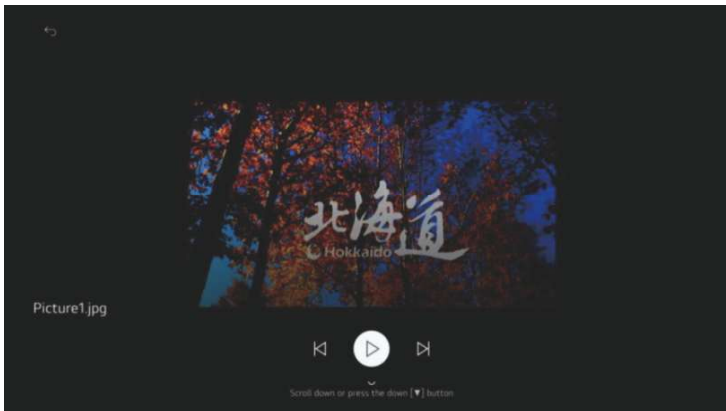 北海道
Hokkaido
Picture1.jpg
Scroll down or press the down [▼] button